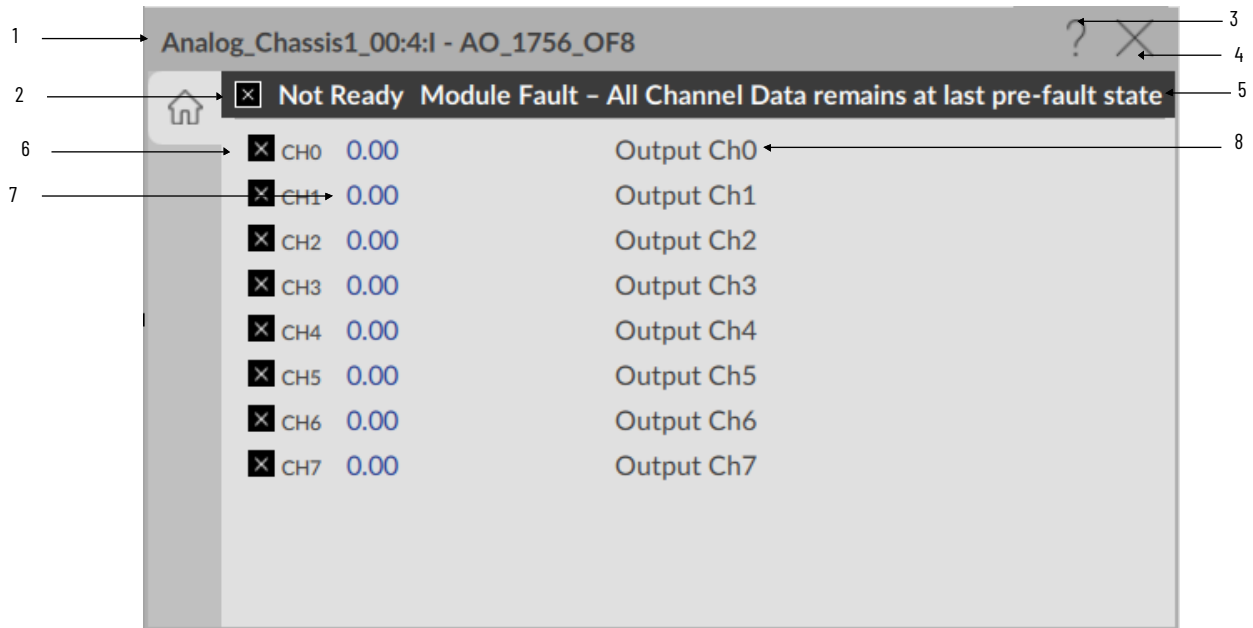 1 Analog_Chassis1_00:4:I - AO_1756_OF8 ? 3
4
2 Not Ready Module Fault – All Channel Data remains at last pre-fault state 5
6 CH0 0.00 Output Ch0 8
7 CH1 0.00 Output Ch1
CH2 0.00 Output Ch2
CH3 0.00 Output Ch3
CH4 0.00 Output Ch4
CH5 0.00 Output Ch5
CH6 0.00 Output Ch6
CH7 0.00 Output Ch7